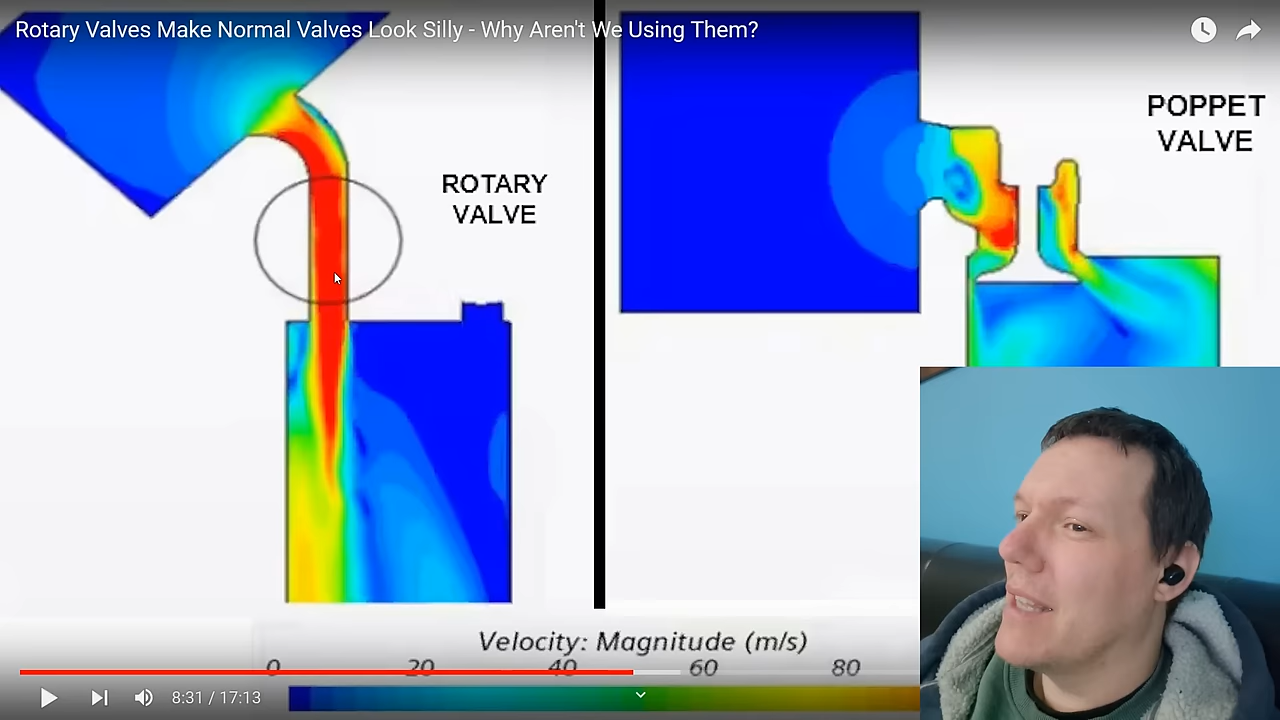 Rotary Valves Make Normal Valves Look Silly - Why Aren't We Using Them?
POPPET
VALVE
ROTARY
VALVE
Velocity: Magnitude (m/s)
0 20 40 60 80
8:31 / 17:13